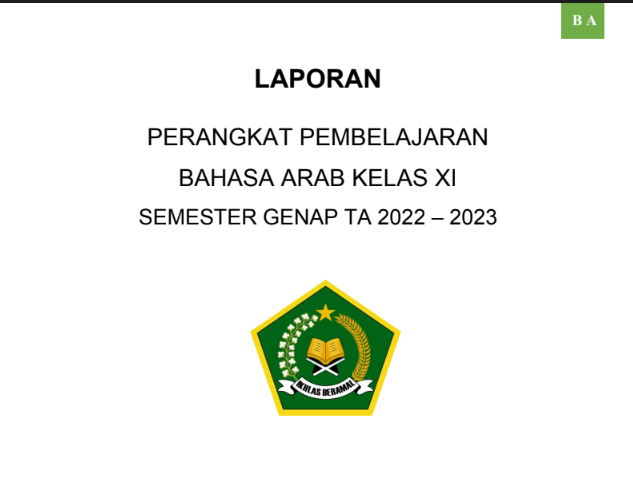 B A
LAPORAN
PERANGKAT PEMBELAJARAN
BAHASA ARAB KELAS XI
SEMESTER GENAP TA 2022 – 2023
IKHLAS BERAMAL